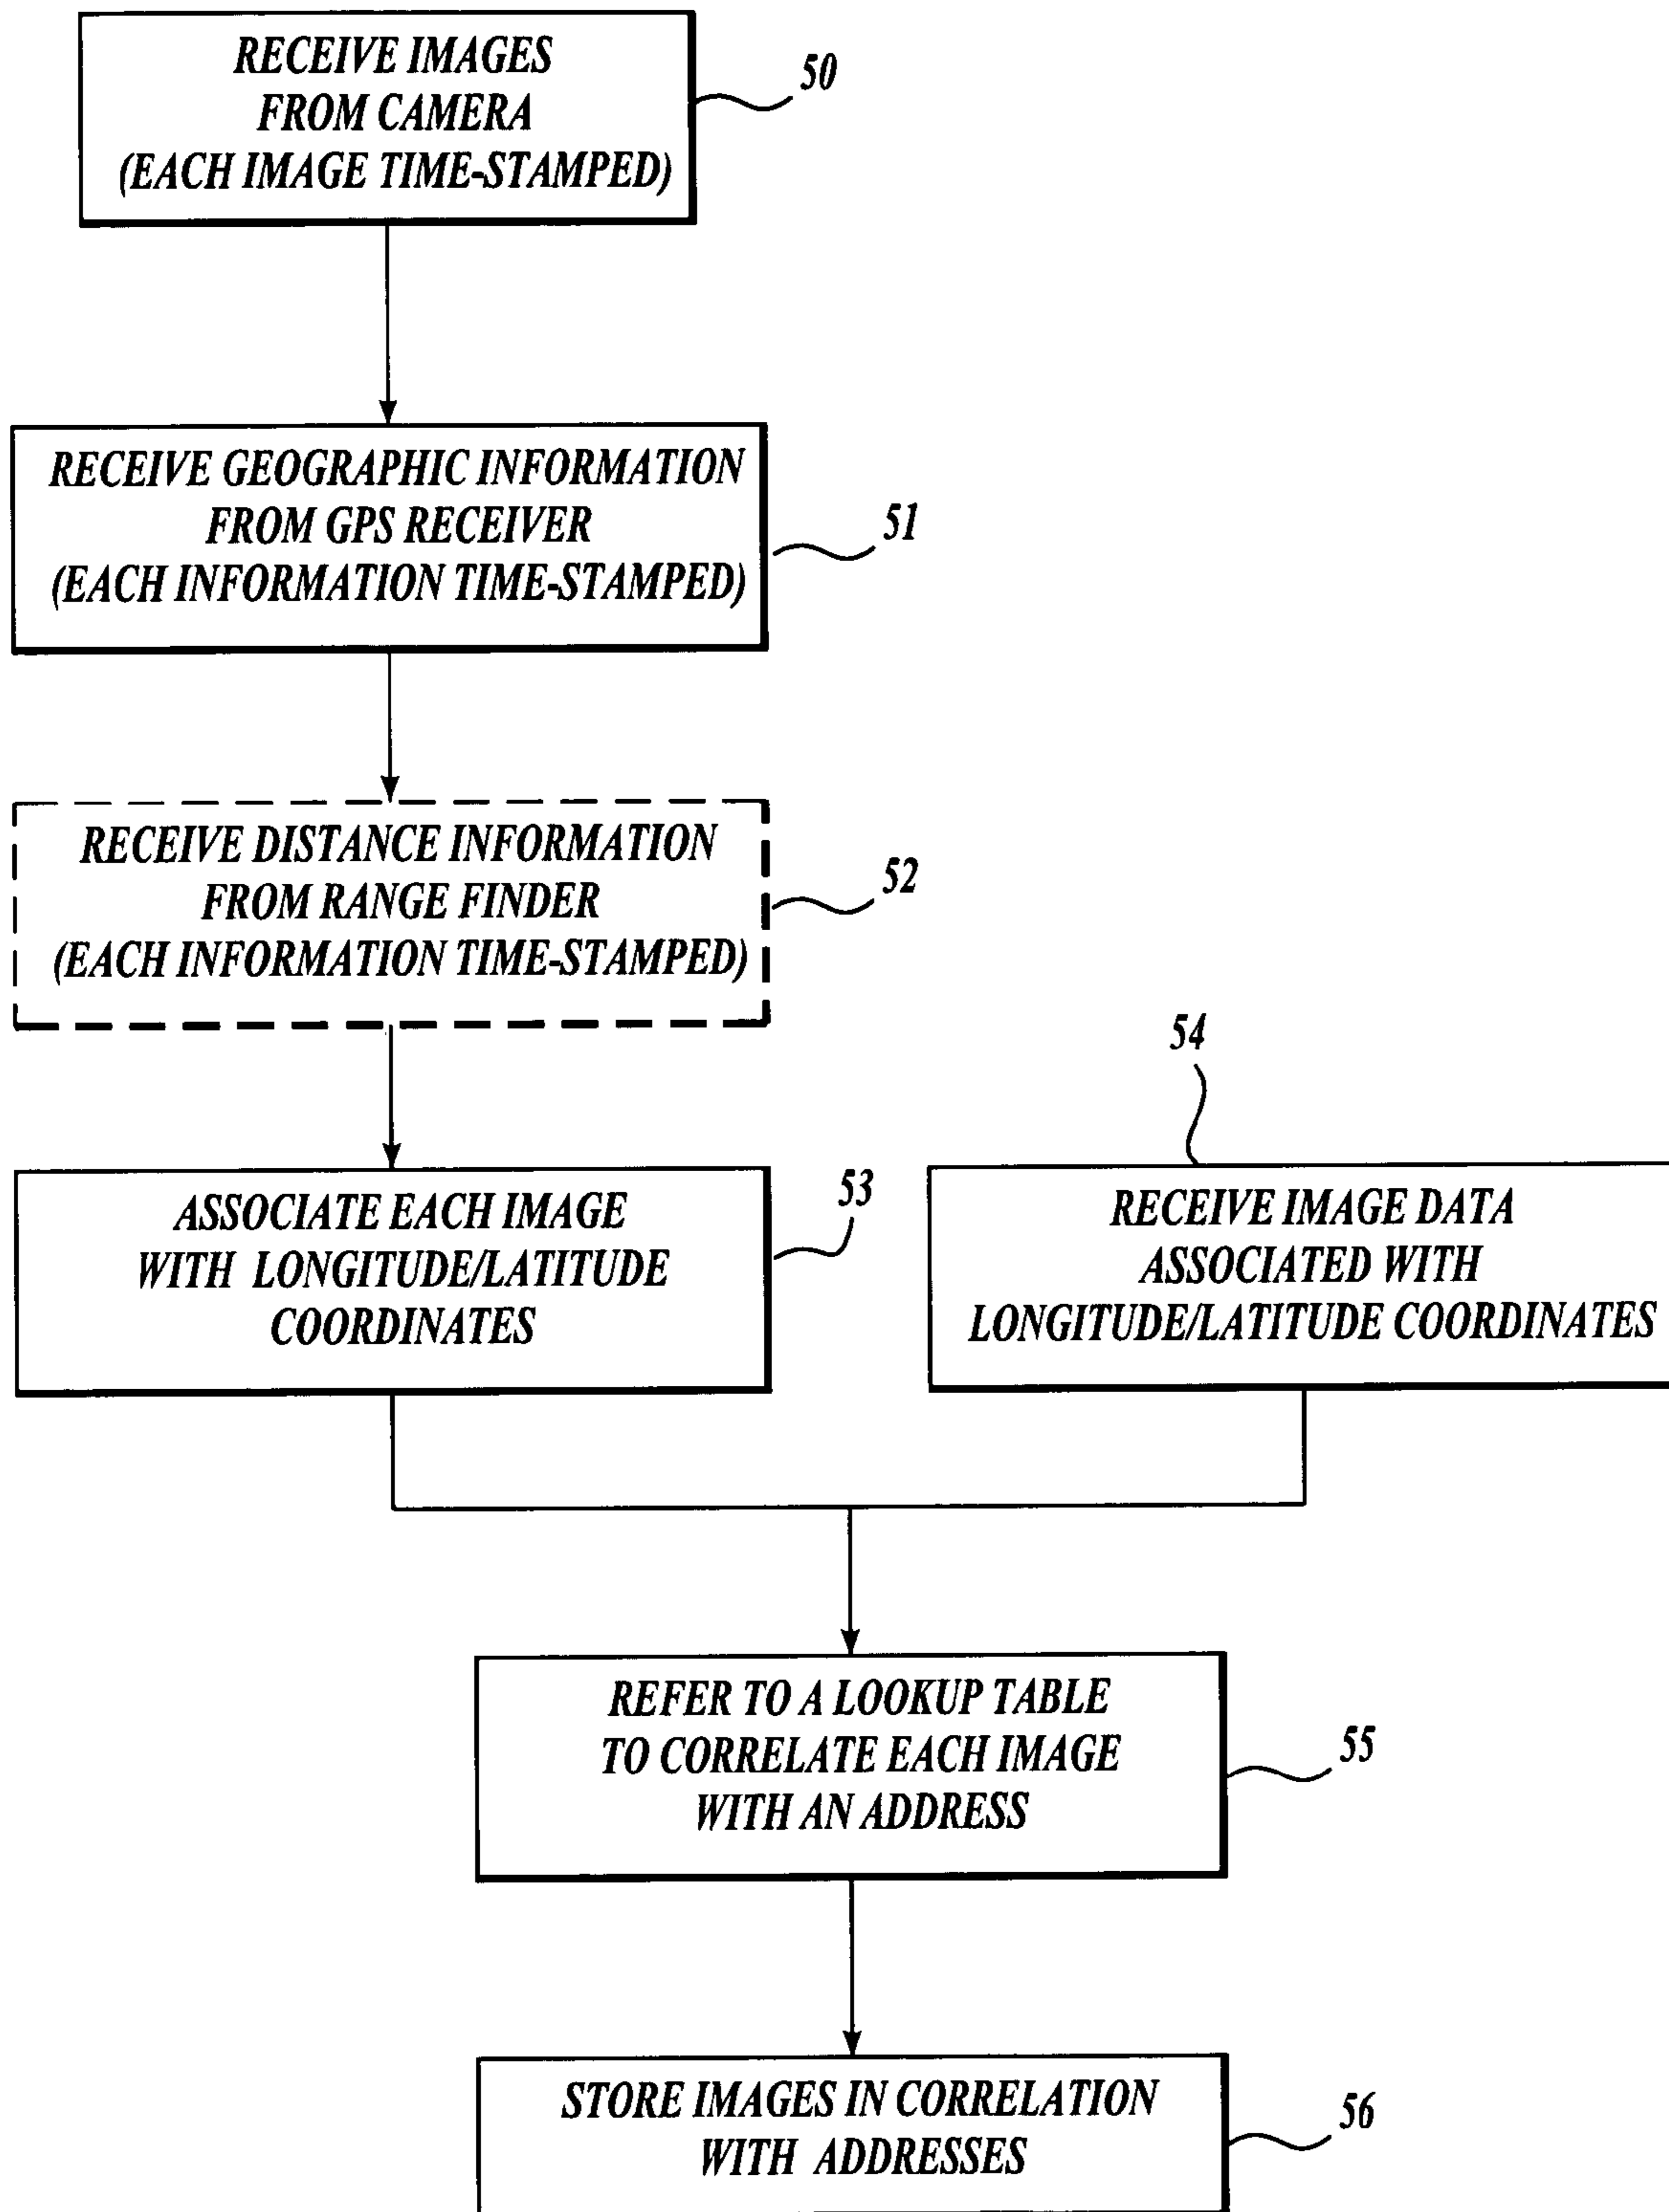 RECEIVE IMAGES
FROM CAMERA
(EACH IMAGE TIME-STAMPED)
50
RECEIVE GEOGRAPHIC INFORMATION
FROM GPS RECEIVER
(EACH INFORMATION TIME-STAMPED)
51
RECEIVE DISTANCE INFORMATION
FROM RANGE FINDER
(EACH INFORMATION TIME-STAMPED)
52
ASSOCIATE EACH IMAGE
WITH LONGITUDE/LATITUDE
COORDINATES
53
54
RECEIVE IMAGE DATA
ASSOCIATED WITH
LONGITUDE/LATITUDE COORDINATES
REFER TO A LOOKUP TABLE
TO CORRELATE EACH IMAGE
WITH AN ADDRESS
55
STORE IMAGES IN CORRELATION
WITH ADDRESSES
56